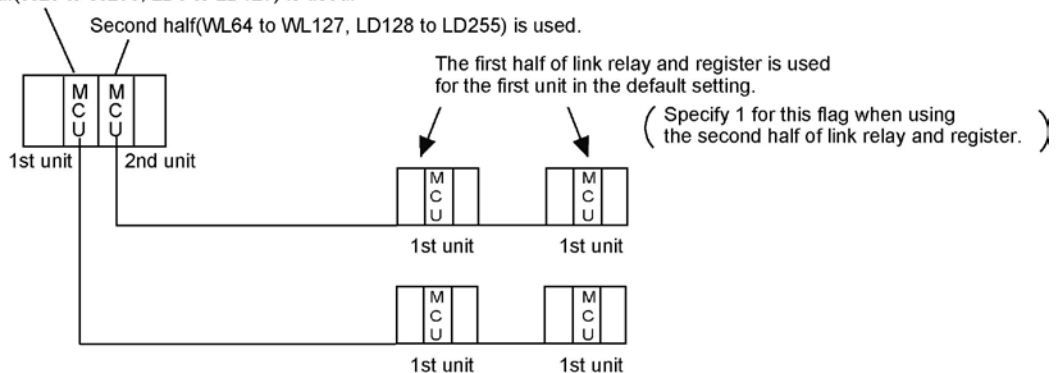 Second half(WL64 to WL127, LD128 to LD255) is used.
The first half of link relay and register is used
for the first unit in the default setting.
( Specify 1 for this flag when using
the second half of link relay and register. )
M
C
U
M
C
U
1st unit
2nd unit
M
C
U
M
C
U
1st unit
1st unit
M
C
U
M
C
U
1st unit
1st unit